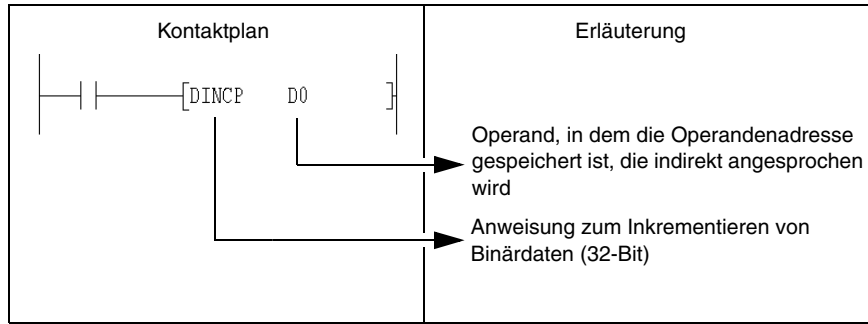 Kontaktplan
Erläuterung
[DINCP D0 ]
Operand, in dem die Operandenadresse
gespeichert ist, die indirekt angesprochen
wird
Anweisung zum Inkrementieren von
Binärdaten (32-Bit)